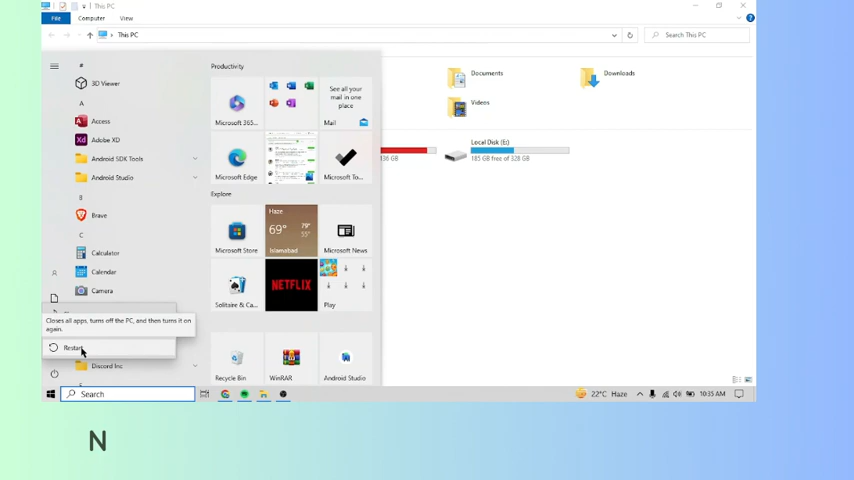 This PC
File Computer View
This PC
Search This PC
Productivity
#
3D Viewer
Documents
Downloads
A
See all your mail in one place
Access
Videos
Microsoft 365...
Mail
Adobe XD
Local Disk (E:)
136 GB
185 GB free of 328 GB
Android SDK Tools
Android Studio
Microsoft Edge
Microsoft To...
B
Explore
Brave
Haze
69°
79°
55°
C
Calculator
Microsoft Store
Islamabad
Microsoft News
Calendar
Camera
NETFLIX
Solitaire & Ca...
Play
Closes all apps, turns off the PC, and then turns it on again.
Restart
Discord Inc
Recycle Bin
WinRAR
Android Studio
Search
22°C Haze
10:35 AM
N